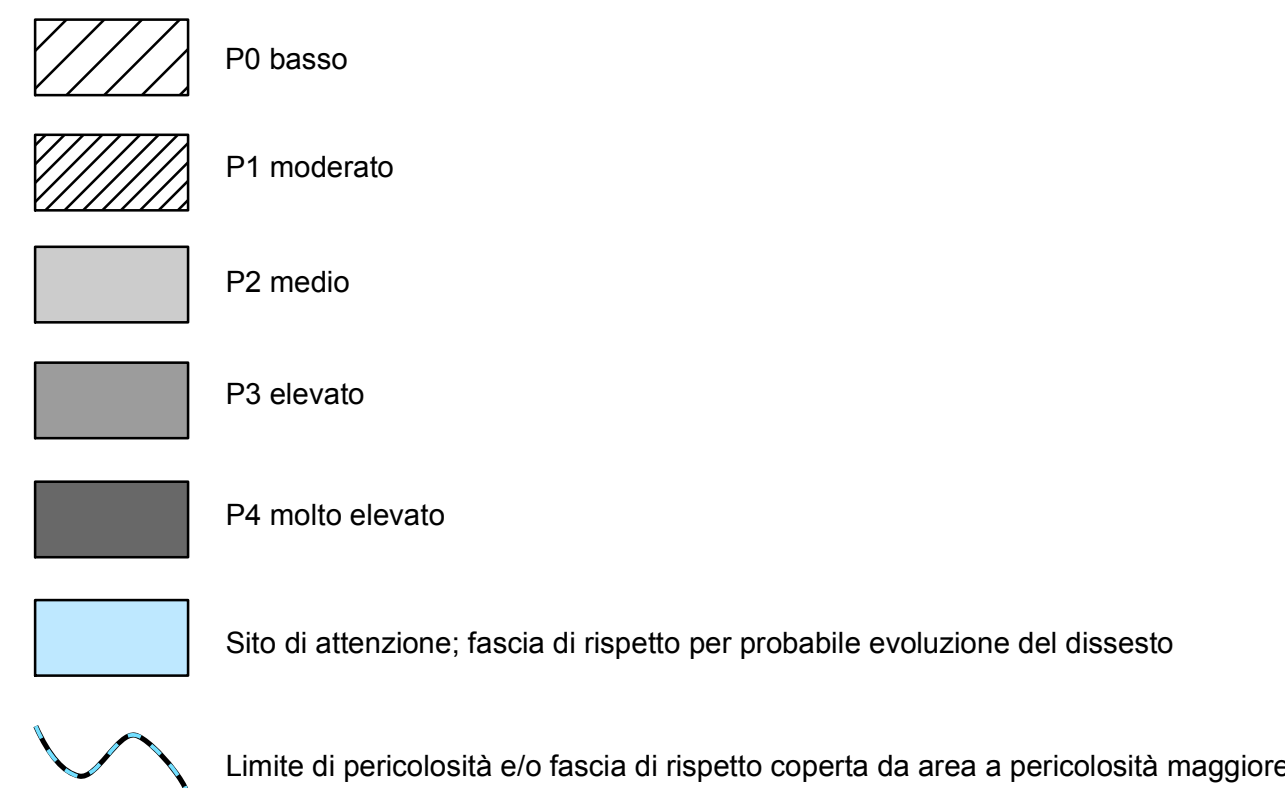 P0 basso
P1 moderato
P2 medio
P3 elevato
P4 molto elevato
Sito di attenzione; fascia di rispetto per probabile evoluzione del dissesto
Limite di pericolosità e/o fascia di rispetto coperta da area a pericolosità maggiore